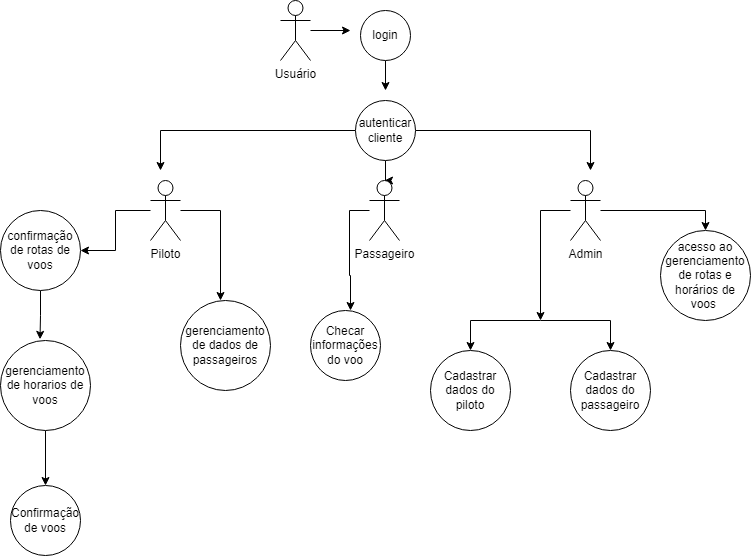 login
Usuário
autenticar
cliente
Piloto
Passageiro
Admin
confirmação
de rotas de
voos
acesso ao
gerenciamento
de rotas e
horários de
voos
gerenciamento
de dados de
passageiros
Checar
informações
do voo
gerenciamento
de horarios de
voos
Cadastrar
dados do
piloto
Cadastrar
dados do
passageiro
Confirmação
de voos